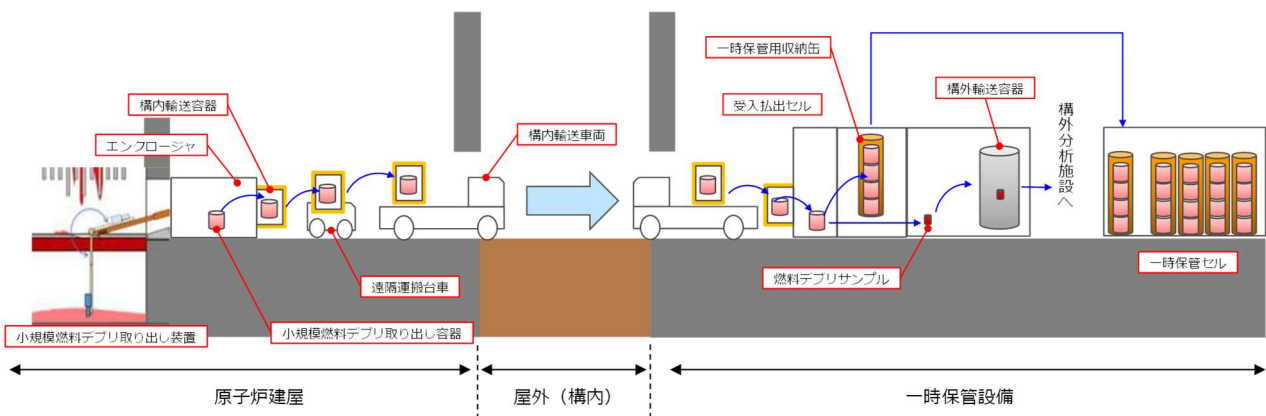 一時保管用収納缶
構内輸送容器
受入払出セル
構外輸送容器
エンクロージャ
構内輸送車両
構外分析施設へ
遠隔運搬台車
燃料デブリサンプル
一時保管セル
小規模燃料デブリ取り出し装置
小規模燃料デブリ取り出し容器
原子炉建屋
屋外（構内）
一時保管設備